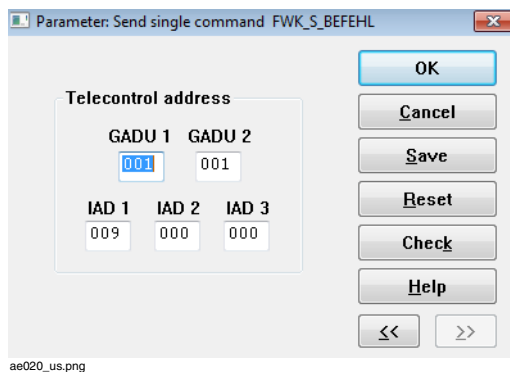 Parameter: Send single command FWK_S_BEFEHL
Telecontrol address
GADU 1 GADU 2
001 001
IAD 1 IAD 2 IAD 3
009 000 000
OK
Cancel
Save
Reset
Check
Help
<< >>
ae020_us.png